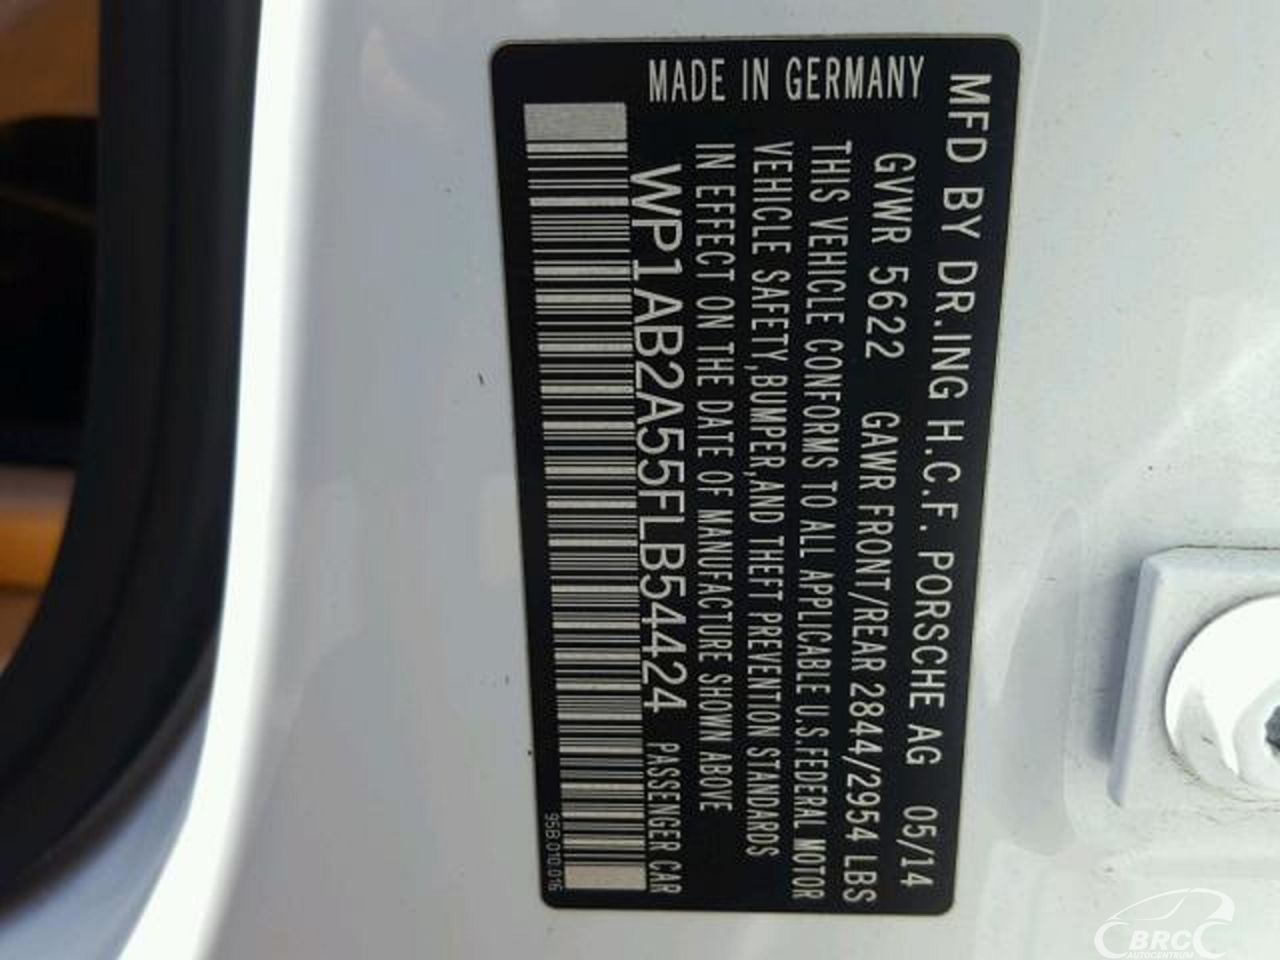 MFD BY DR.ING H.C.F. PORSCHE AG 05/14
GVWR 5622 GAWR FRONT/REAR 2844/2954 LBS
THIS VEHICLE CONFORMS TO ALL APPLICABLE U.S.FEDERAL MOTOR
VEHICLE SAFETY,BUMPER,AND THEFT PREVENTION STANDARDS
IN EFFECT ON THE DATE OF MANUFACTURE SHOWN ABOVE
WP1AB2A55FLB54424 PASSENGER CAR
95B.010.016
MADE IN GERMANY
BRC
AUTOCENTRUM